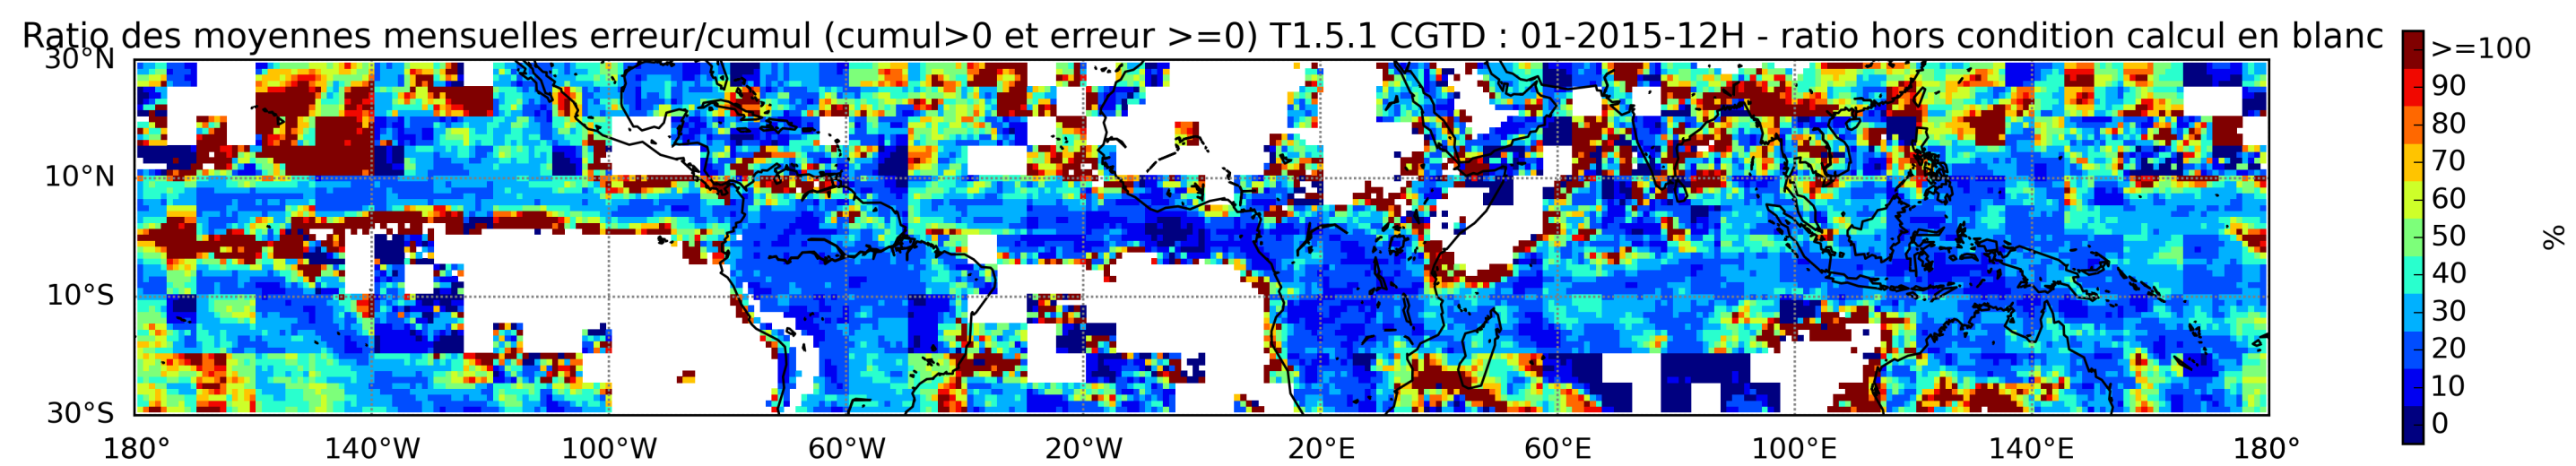 Ratio des moyennes mensuelles erreur/cumul (cumul>0 et erreur >=0) T1.5.1 CGTD : 01-2015-12H - ratio hors condition calcul en blanc
30°N
10°N
10°S
30°S
180° 140°W 100°W 60°W 20°W 20°E 60°E 100°E 140°E 180°
>=100
90
80
70
60
50
40
30
20
10
0
%